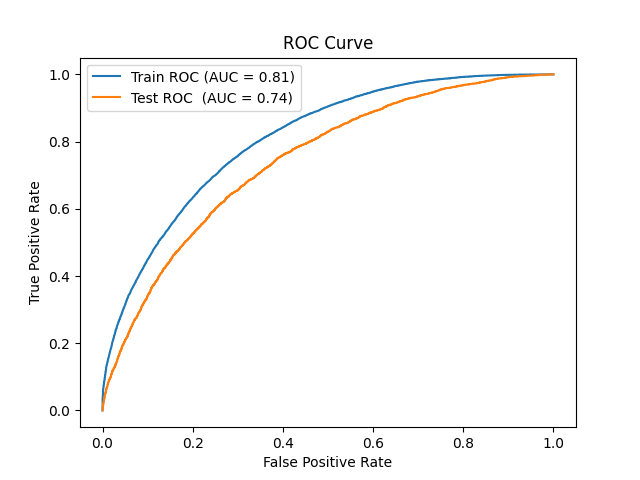 ROC Curve
Train ROC (AUC = 0.81)
Test ROC  (AUC = 0.74)
True Positive Rate
1.0
0.8
0.6
0.4
0.2
0.0
0.0 0.2 0.4 0.6 0.8 1.0
False Positive Rate